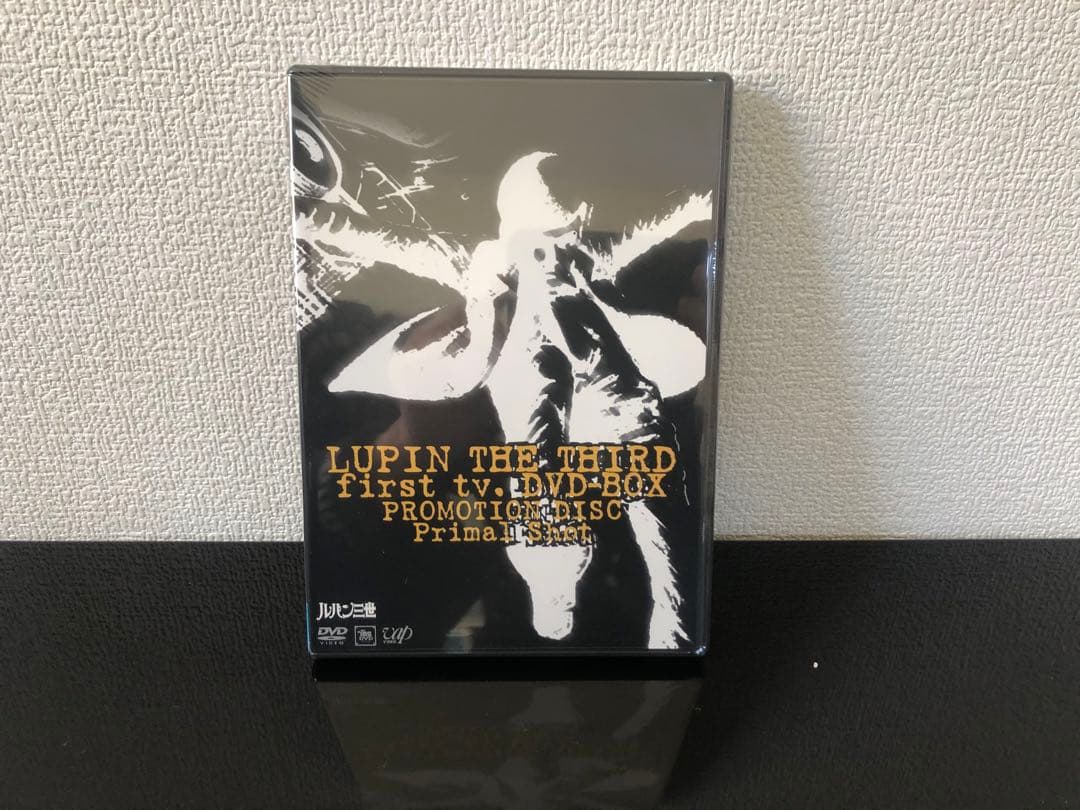 LUPIN THE THIRD
first tv. DVD-BOX
PROMOTION DISC
Primal Shot
ルパン三世
DVD
VIDEO
vap
VIDEO